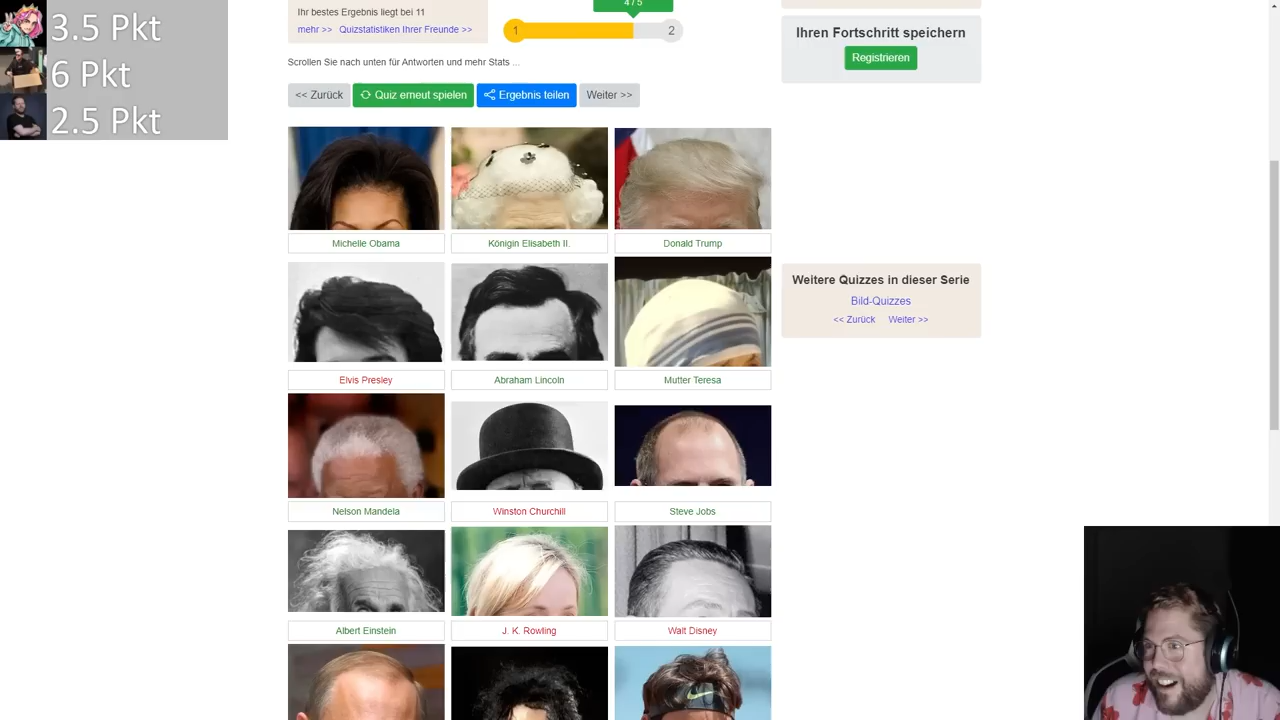 3.5 Pkt
6 Pkt
2.5 Pkt
Ihr bestes Ergebnis liegt bei 11
mehr >> Quizstatistiken Ihrer Freunde >>
4 / 5
1
2
Scrollen Sie nach unten für Antworten und mehr Stats ...
<< Zurück
Quiz erneut spielen
Ergebnis teilen
Weiter >>
Ihren Fortschritt speichern
Registrieren
Michelle Obama
Königin Elisabeth II.
Donald Trump
Elvis Presley
Abraham Lincoln
Mutter Teresa
Nelson Mandela
Winston Churchill
Steve Jobs
Albert Einstein
J. K. Rowling
Walt Disney
Weitere Quizzes in dieser Serie
Bild-Quizzes
<< Zurück Weiter >>